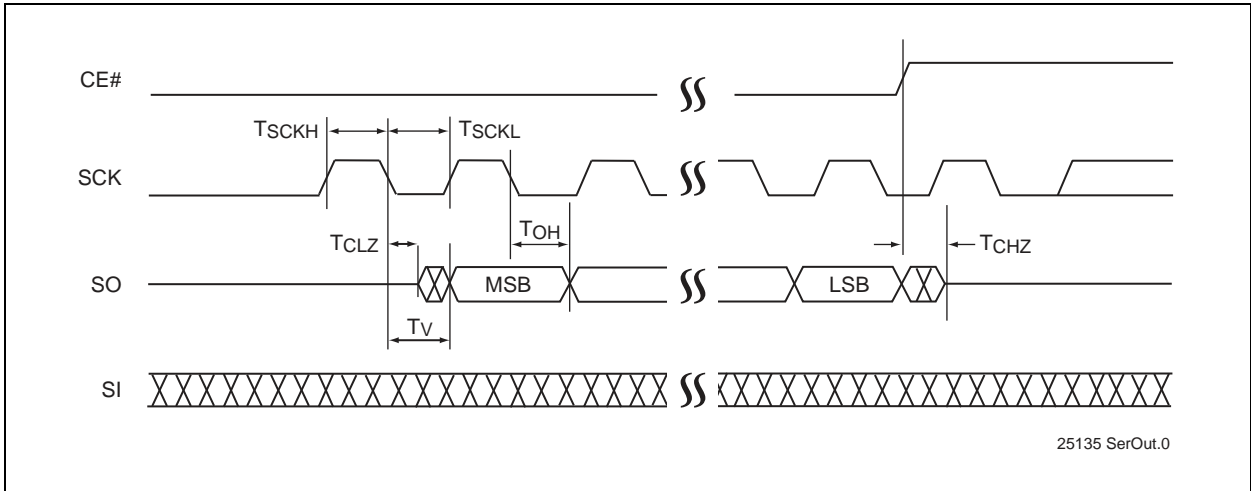 CE#
TSCKH
TSCKL
SCK
TCLZ
TOH
TCHZ
SO
MSB
LSB
TV
SI
25135 SerOut.0